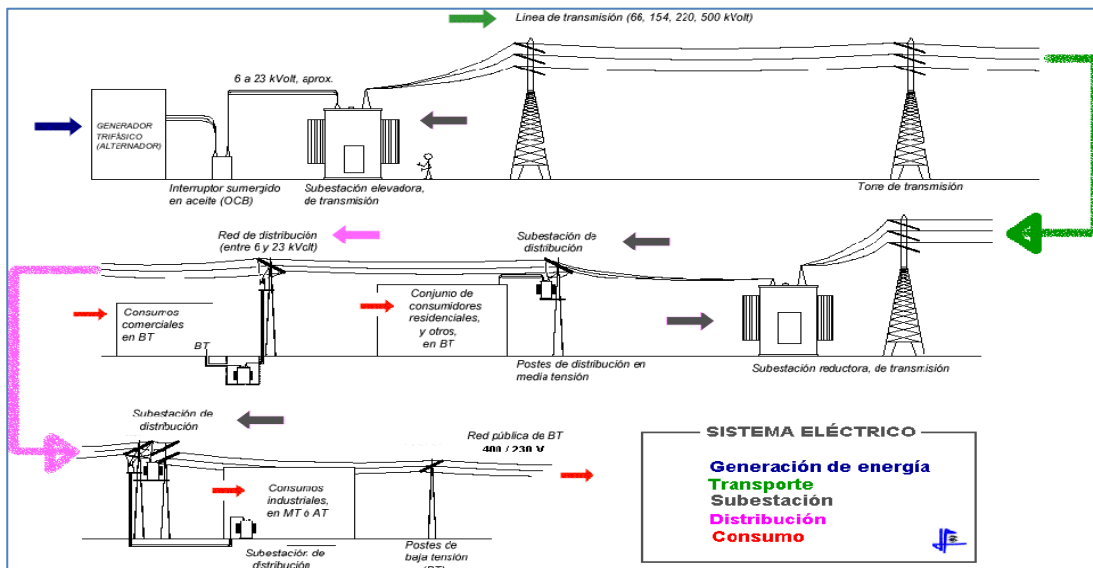 Línea de transmisión (66, 154, 220, 500 kVolt)
6 a 23 kVolt, aprox.
GENERADOR
TRIFÁSICO
(ALTERNADOR)
Interruptor sumergido
en aceite (OCB)
Subestación elevadora,
de transmisión
Torre de transmisión
Red de distribución
(entre 6 y 23 kVolt)
Subestación de
distribución
Consumos
comerciales
en BT
BT
Conjunto de
consumidores
residenciales,
y otros,
en BT
Postes de distribución en
media tensión
Subestación reductora, de transmisión
Subestación de
distribución
Red pública de BT
400 / 230 V
Consumos
industriales,
en MT ó AT
Subestación de
distribución
Postes de
baja tensión
(BT)
SISTEMA ELÉCTRICO
Generación de energía
Transporte
Subestación
Distribución
Consumo